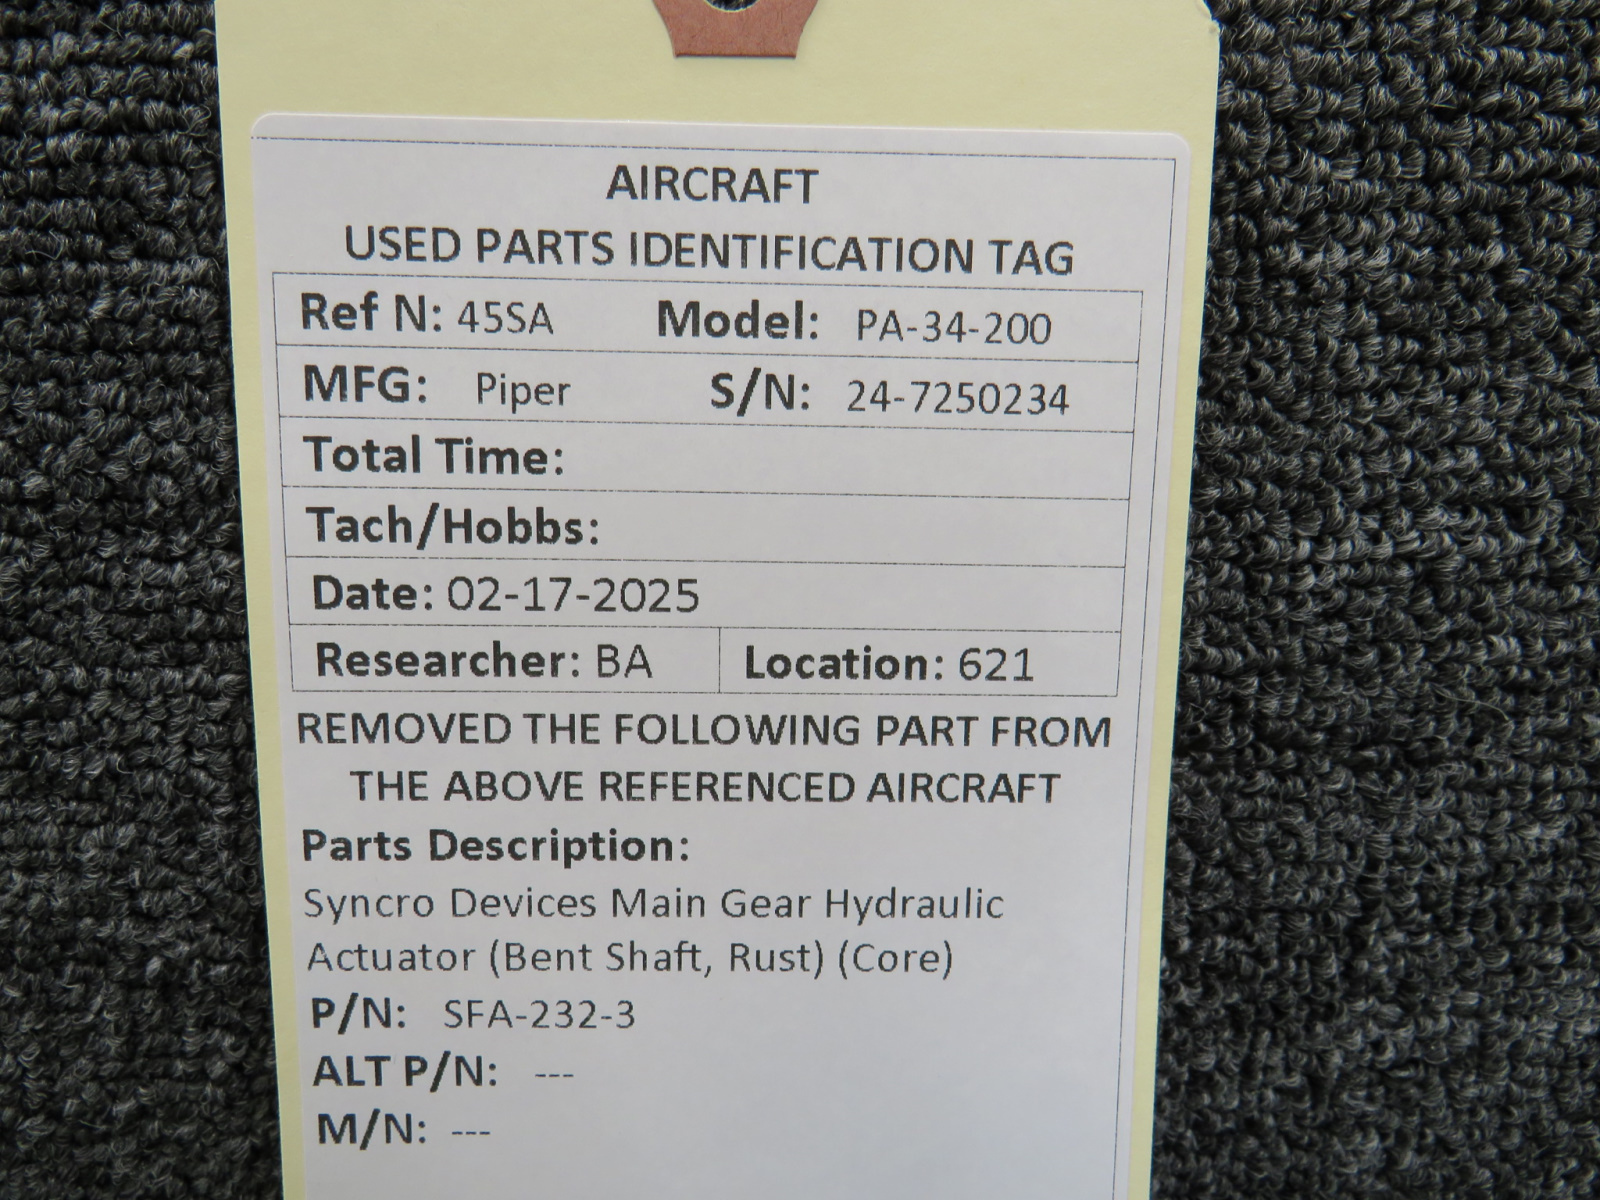 AIRCRAFT
USED PARTS IDENTIFICATION TAG
Ref N: 45SA Model: PA-34-200
MFG: Piper S/N: 24-7250234
Total Time:
Tach/Hobbs:
Date: 02-17-2025
Researcher: BA Location: 621
REMOVED THE FOLLOWING PART FROM
THE ABOVE REFERENCED AIRCRAFT
Parts Description:
Syncro Devices Main Gear Hydraulic
Actuator (Bent Shaft, Rust) (Core)
P/N: SFA-232-3
ALT P/N: ---
M/N: ---